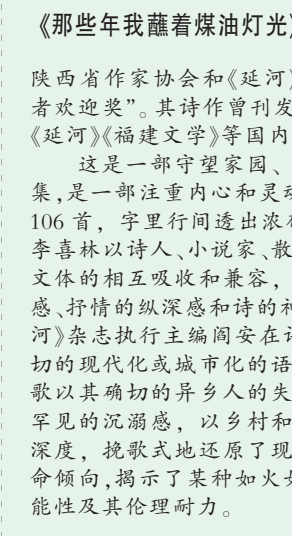 《那些年我蘸着煤油灯光
陕西省作家协会和《延河》
者欢迎奖”。其诗作曾刊发
《延河》《福建文学》等国内
这是一部守望家园、
集,是一部注重内心和灵动
106 首，字里行间透出浓
李喜林以诗人、小说家、散
文体的相互吸收和兼容，
感、抒情的纵深感和诗的神
河》杂志执行主编阎安在
切的现代化或城市化的语
歌以其确切的异乡人的失
罕见的沉溺感，以乡村和
深度，挽歌式地还原了现
命倾向,揭示了某种如火如
能性及其伦理耐力。